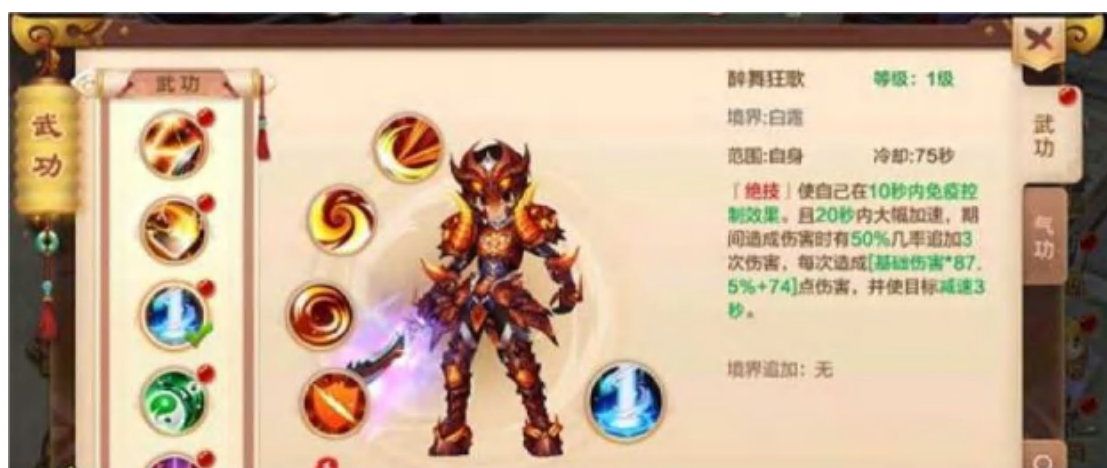 武功
武功
醉舞狂歌
等级：1级
境界:白露
范围:自身
冷却:75秒
「绝技」使自己在10秒内免疫控
制效果。且20秒内大幅加速，期
间造成伤害时有50%几率追加3
次伤害，每次造成[基础伤害*87.
5%+74]点伤害，并使目标减速3
秒。
境界追加：无
武功
气功